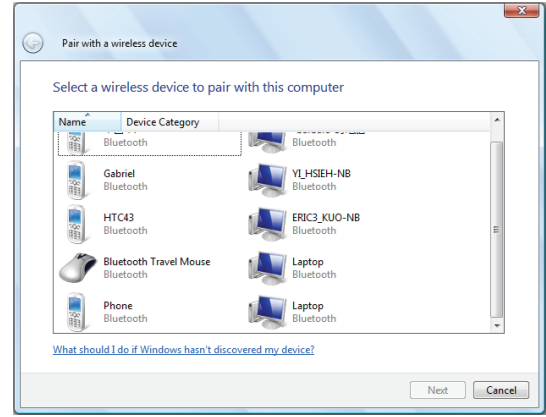 Pair with a wireless device
Select a wireless device to pair with this computer
Name Device Category
Bluetooth Bluetooth
Gabriel YI_HSIEH-NB
Bluetooth Bluetooth
HTC43 ERIC3_KUO-NB
Bluetooth Bluetooth
Bluetooth Travel Mouse Laptop
Bluetooth Bluetooth
Phone Laptop
Bluetooth Bluetooth
What should I do if Windows hasn't discovered my device?
Next Cancel